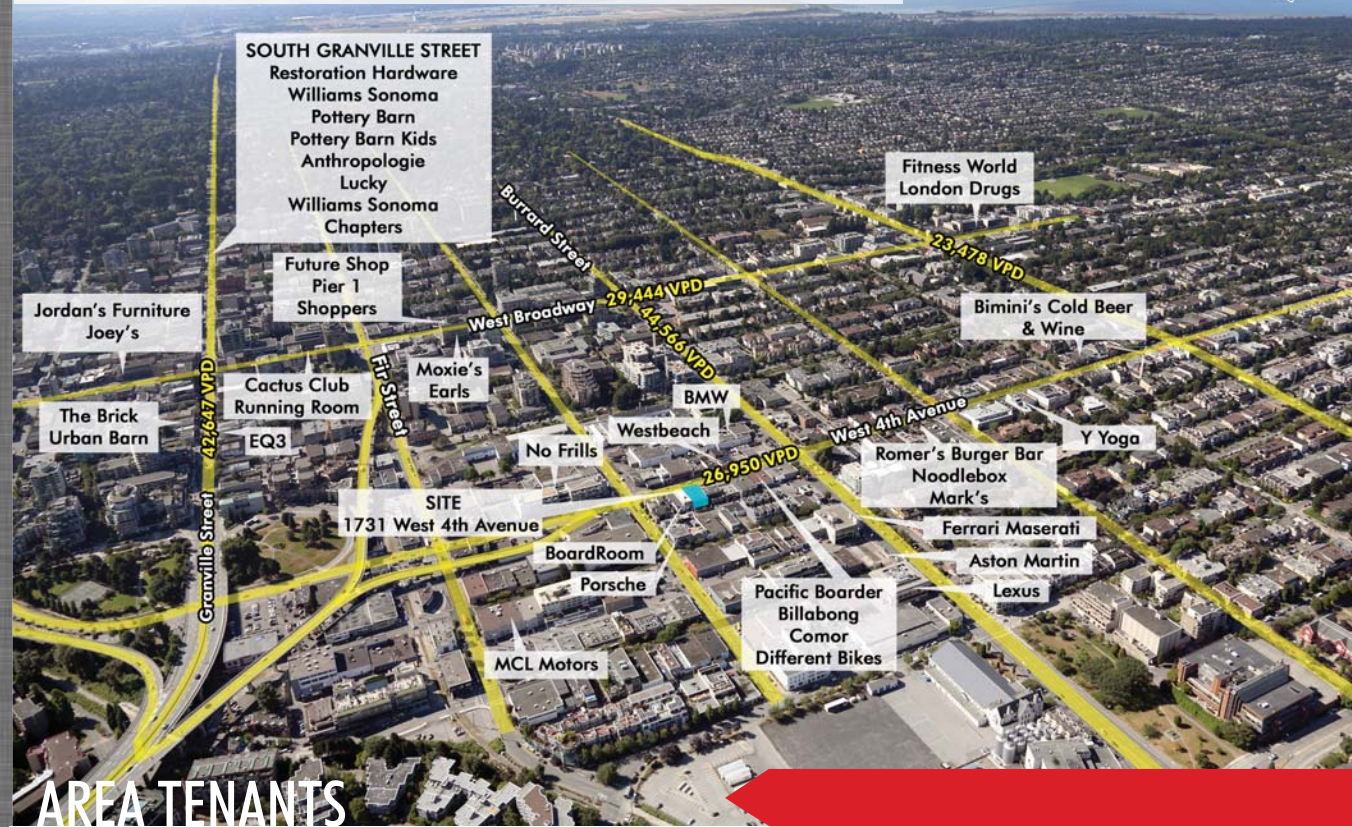 SOUTH GRANVILLE STREET
Restoration Hardware
Williams Sonoma
Pottery Barn
Pottery Barn Kids
Anthropologie
Lucky
Williams Sonoma
Chapters
Burrard Street
Fitness World
London Drugs
23,478 VPD
Future Shop
Pier 1
Shoppers
29,444 VPD
West Broadway
44,566 VPD
Jordan's Furniture
Joey's
Bimini's Cold Beer
& Wine
42,647 VPD
Fir Street
Moxie's
Earls
Cactus Club
Running Room
BMW
The Brick
Urban Barn
EQ3
Westbeach
West 4th Avenue
Y Yoga
No Frills
26,950 VPD
Romer's Burger Bar
Noodlebox
Mark's
SITE
1731 West 4th Avenue
Granville Street
Ferrari Maserati
BoardRoom
Aston Martin
Porsche
Lexus
Pacific Boarder
Billabong
Comor
Different Bikes
MCL Motors
AREA TENANTS